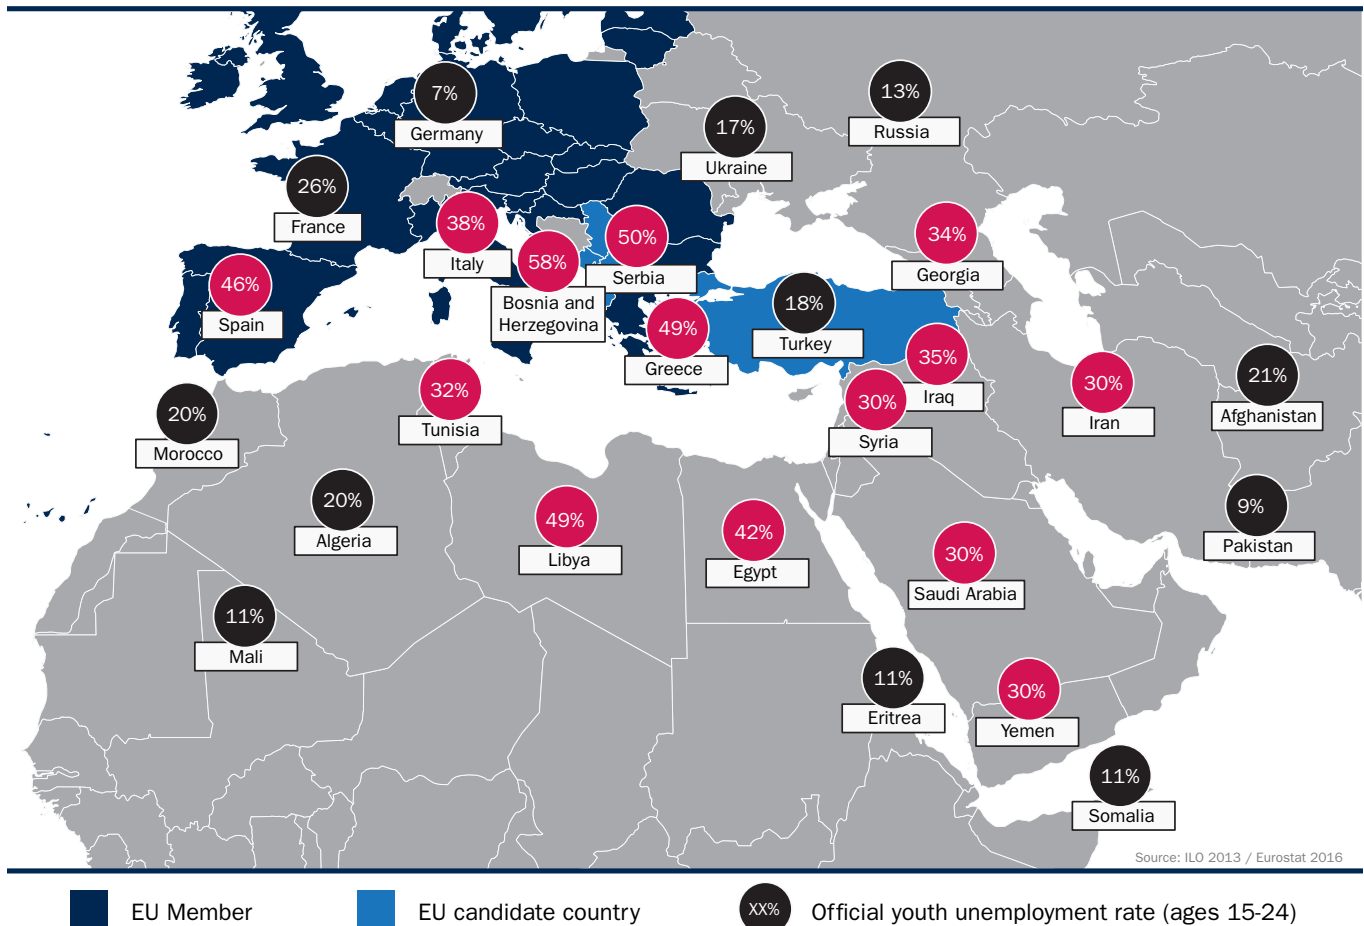 7%
Germany
13%
Russia
17%
Ukraine
26%
France
38%
Italy
58%
Bosnia and
Herzegovina
50%
Serbia
34%
Georgia
46%
Spain
49%
Greece
18%
Turkey
35%
Iraq
30%
Syria
30%
Iran
21%
Afghanistan
32%
Tunisia
20%
Morocco
20%
Algeria
49%
Libya
42%
Egypt
30%
Saudi Arabia
9%
Pakistan
11%
Mali
11%
Eritrea
30%
Yemen
11%
Somalia
Source: ILO 2013 / Eurostat 2016
EU Member
EU candidate country
XX%
Official youth unemployment rate (ages 15-24)